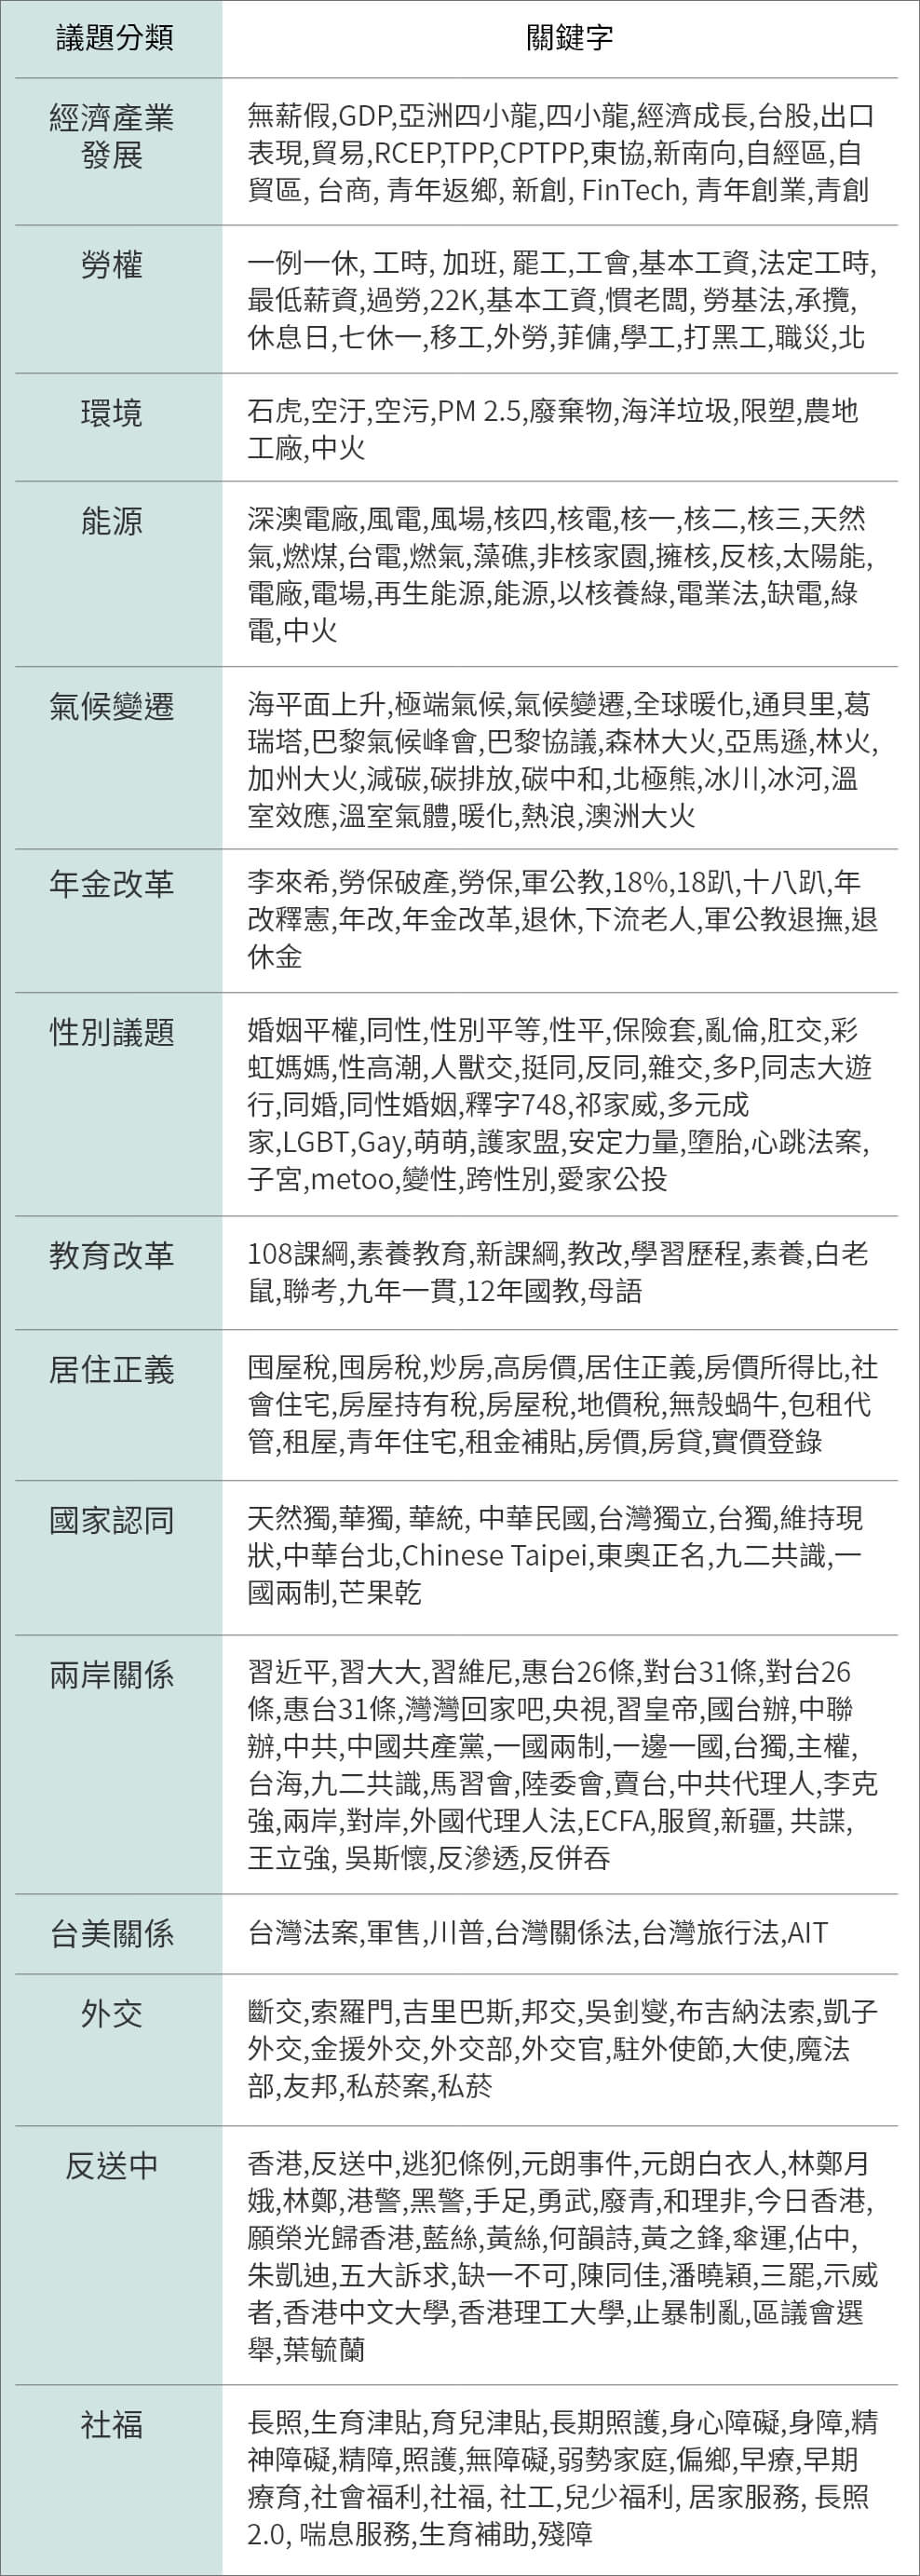 議題分類 關鍵字
經濟產業
發展
無薪假,GDP,亞洲四小龍,四小龍,經濟成長,台股,出口
表現,貿易,RCEP,TPP,CPTPP,東協,新南向,自經區,自
貿區, 台商, 青年返鄉, 新創, FinTech, 青年創業,青創
勞權
一例一休, 工時, 加班, 罷工,工會,基本工資,法定工時,
最低薪資,過勞,22K,基本工資,慣老闆, 勞基法,承攬,
休息日,七休一,移工,外勞,菲傭,學工,打黑工,職災,北
環境
石虎,空汙,空污,PM 2.5,廢棄物,海洋垃圾,限塑,農地
工廠,中火
能源
深澳電廠,風電,風場,核四,核電,核一,核二,核三,天然
氣,燃煤,台電,燃氣,藻礁,非核家園,擁核,反核,太陽能,
電廠,電場,再生能源,能源,以核養綠,電業法,缺電,綠
電,中火
氣候變遷
海平面上升,極端氣候,氣候變遷,全球暖化,通貝里,葛
瑞塔,巴黎氣候峰會,巴黎協議,森林大火,亞馬遜,林火,
加州大火,減碳,碳排放,碳中和,北極熊,冰川,冰河,溫
室效應,溫室氣體,暖化,熱浪,澳洲大火
年金改革
李來希,勞保破產,勞保,軍公教,18%,18趴,十八趴,年
改釋憲,年改,年金改革,退休,下流老人,軍公教退撫,退
休金
性別議題
婚姻平權,同性,性別平等,性平,保險套,亂倫,肛交,彩
虹媽媽,性高潮,人獸交,挺同,反同,雜交,多P,同志大遊
行,同婚,同性婚姻,釋字748,祁家威,多元成
家,LGBT,Gay,萌萌,護家盟,安定力量,墮胎,心跳法案,
子宮,metoo,變性,跨性別,愛家公投
教育改革
108課綱,素養教育,新課綱,教改,學習歷程,素養,白老
鼠,聯考,九年一貫,12年國教,母語
居住正義
囤屋稅,囤房稅,炒房,高房價,居住正義,房價所得比,社
會住宅,房屋持有稅,房屋稅,地價稅,無殼蝸牛,包租代
管,租屋,青年住宅,租金補貼,房價,房貸,實價登錄
國家認同
天然獨,華獨, 華統, 中華民國,台灣獨立,台獨,維持現
狀,中華台北,Chinese Taipei,東奧正名,九二共識,一
國兩制,芒果乾
兩岸關係
習近平,習大大,習維尼,惠台26條,對台31條,對台26
條,惠台31條,灣灣回家吧,央視,習皇帝,國台辦,中聯
辦,中共,中國共產黨,一國兩制,一邊一國,台獨,主權,
台海,九二共識,馬習會,陸委會,賣台,中共代理人,李克
強,兩岸,對岸,外國代理人法,ECFA,服貿,新疆, 共諜,
王立強, 吳斯懷,反滲透,反併吞
台美關係
台灣法案,軍售,川普,台灣關係法,台灣旅行法,AIT
外交
斷交,索羅門,吉里巴斯,邦交,吳釗燮,布吉納法索,凱子
外交,金援外交,外交部,外交官,駐外使節,大使,魔法
部,友邦,私菸案,私菸
反送中
香港,反送中,逃犯條例,元朗事件,元朗白衣人,林鄭月
娥,林鄭,港警,黑警,手足,勇武,廢青,和理非,今日香港,
願榮光歸香港,藍絲,黃絲,何韻詩,黃之鋒,傘運,佔中,
朱凱迪,五大訴求,缺一不可,陳同佳,潘曉穎,三罷,示威
者,香港中文大學,香港理工大學,止暴制亂,區議會選
舉,葉毓蘭
社福
長照,生育津貼,育兒津貼,長期照護,身心障礙,身障,精
神障礙,精障,照護,無障礙,弱勢家庭,偏鄉,早療,早期
療育,社會福利,社福, 社工,兒少福利, 居家服務, 長照
2.0, 喘息服務,生育補助,殘障